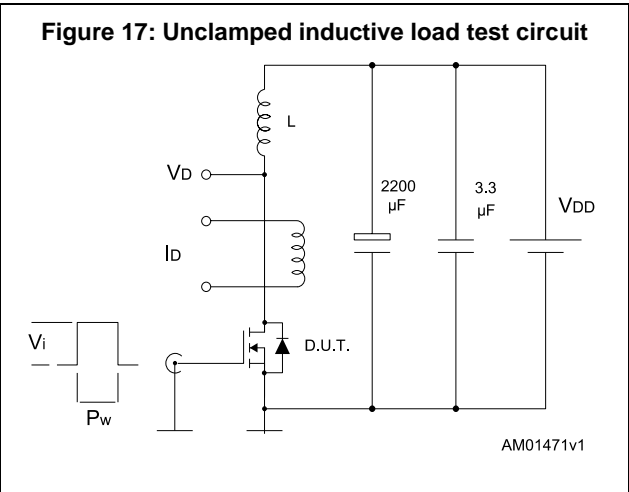 Figure 17: Unclamped inductive load test circuit
L
VD
2200
µF
3.3
µF
VDD
ID
Vi
D.U.T.
Pw
AM01471v1